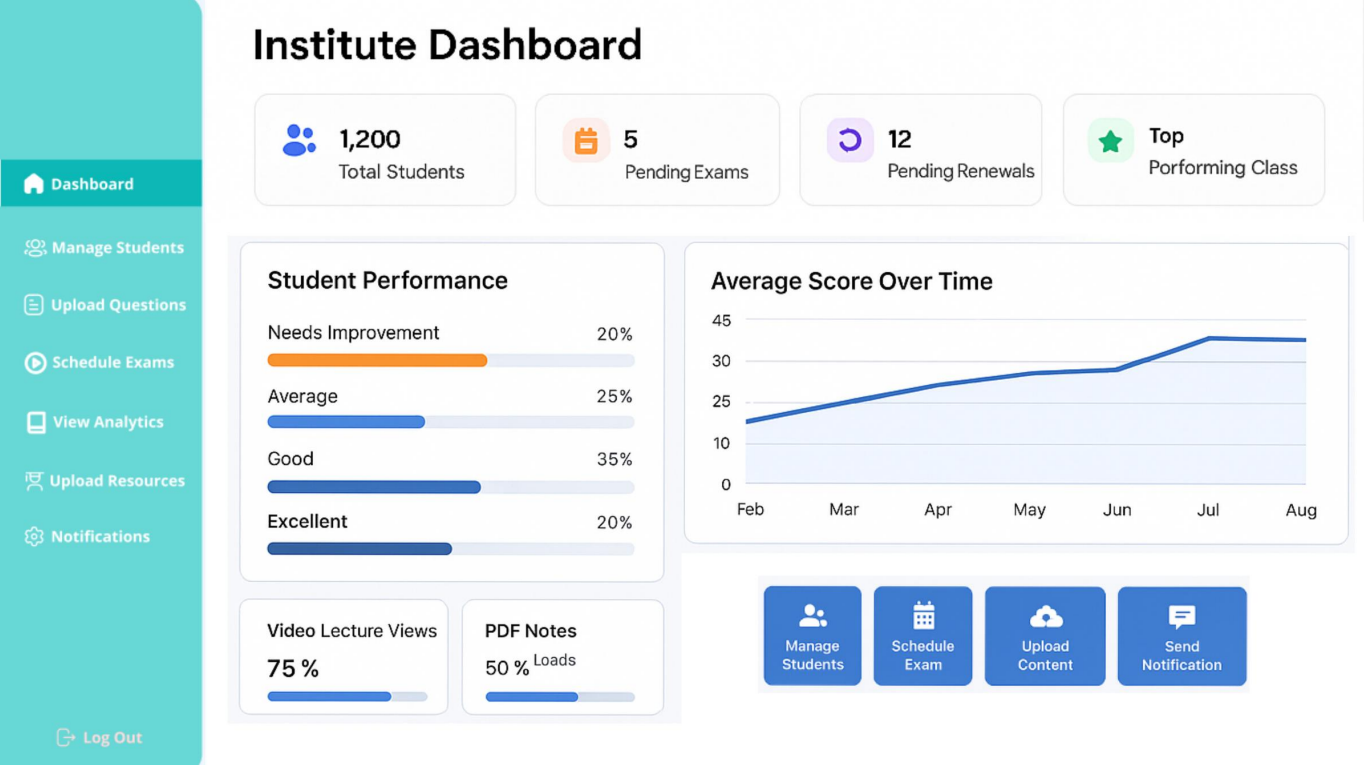 Institute Dashboard
1,200
Total Students
5
Pending Exams
12
Pending Renewals
Top
Porforming Class
Dashboard
Manage Students
Upload Questions
Schedule Exams
View Analytics
Upload Resources
Notifications
Log Out
Student Performance
Needs Improvement 20%
Average 25%
Good 35%
Excellent 20%
Average Score Over Time
45
30
25
10
0
Feb Mar Apr May Jun Jul Aug
Video Lecture Views
75 %
PDF Notes
50 % Loads
Manage
Students
Schedule
Exam
Upload
Content
Send
Notification